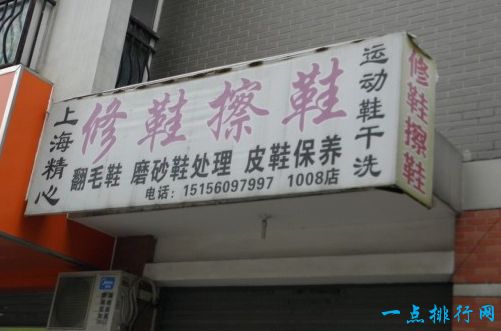 上海精心
修鞋擦鞋
翻毛鞋 磨砂鞋处理 皮鞋保养
电话：15156097997 1008店
运动鞋干洗
修鞋擦鞋
一点排行网